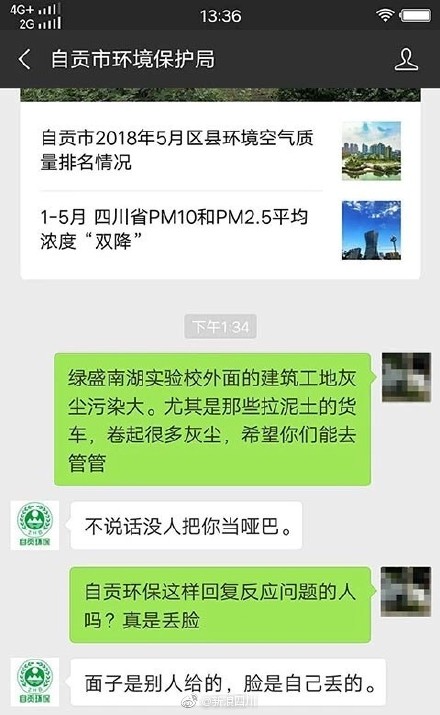 4G+
2G
13:36
自贡市环境保护局
自贡市2018年5月区县环境空气质
量排名情况
1-5月 四川省PM10和PM2.5平均
浓度“双降”
下午1:34
绿盛南湖实验校外面的建筑工地灰
尘污染大。尤其是那些拉泥土的货
车，卷起很多灰尘，希望你们能去
管管
自贡环保
不说话没人把你当哑巴。
自贡环保这样回复反应问题的人
吗？真是丢脸
自贡环保
面子是别人给的，脸是自己丢的。
@新浪四川